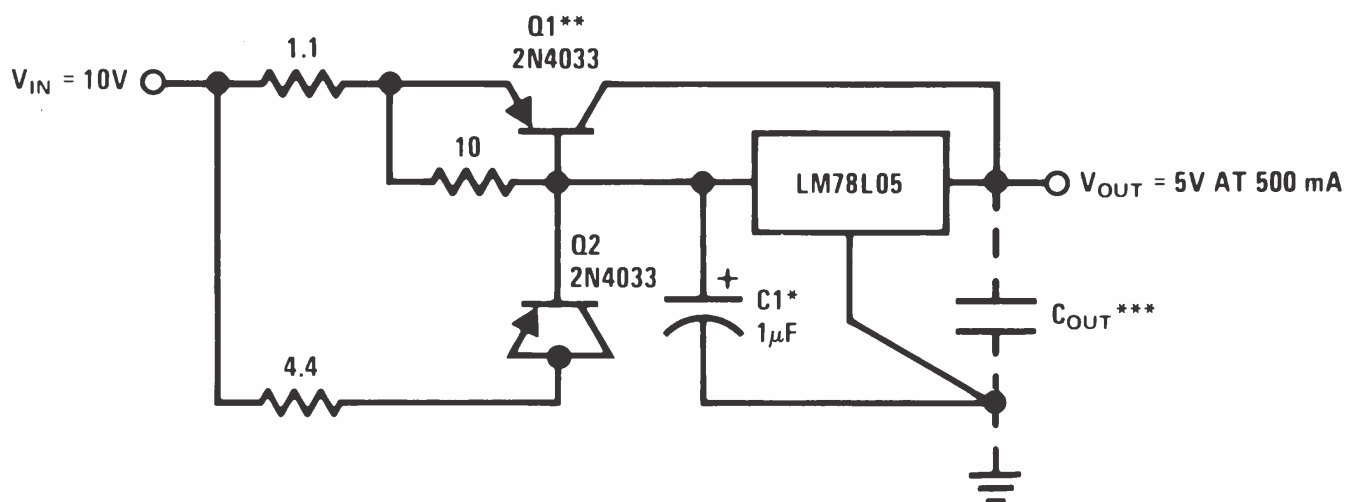 Q1**
2N4033
1.1
V_IN = 10V
10
LM78L05
V_OUT = 5V AT 500 mA
Q2
2N4033
+
C1*
1μF
C_OUT***
4.4